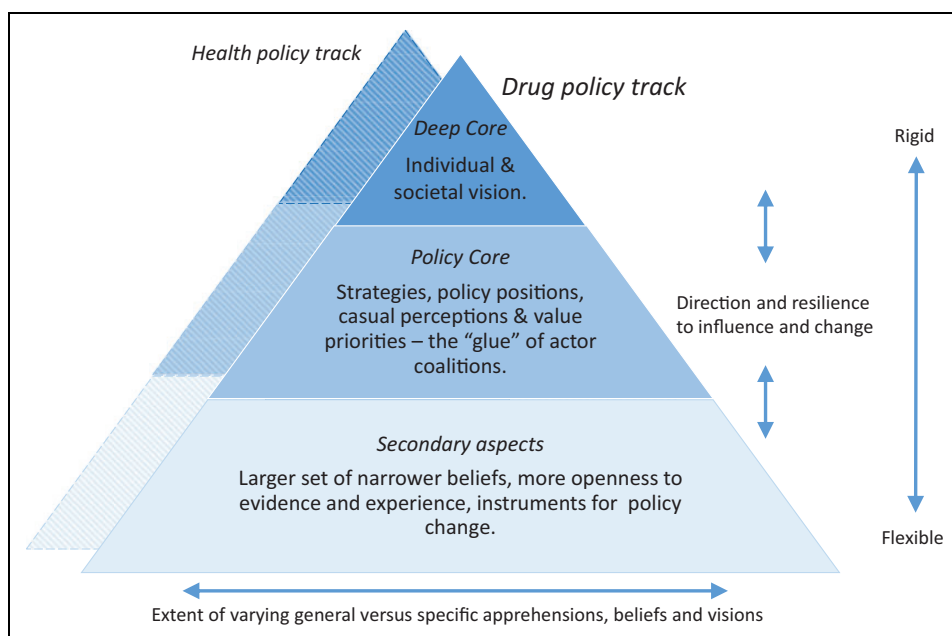 Health policy track
Drug policy track
Deep Core
Individual &
societal vision.
Policy Core
Strategies, policy positions,
casual perceptions & value
priorities – the “glue” of actor
coalitions.
Secondary aspects
Larger set of narrower beliefs, more openness to
evidence and experience, instruments for policy
change.
Rigid
Direction and resilience
to influence and change
Flexible
Extent of varying general versus specific apprehensions, beliefs and visions